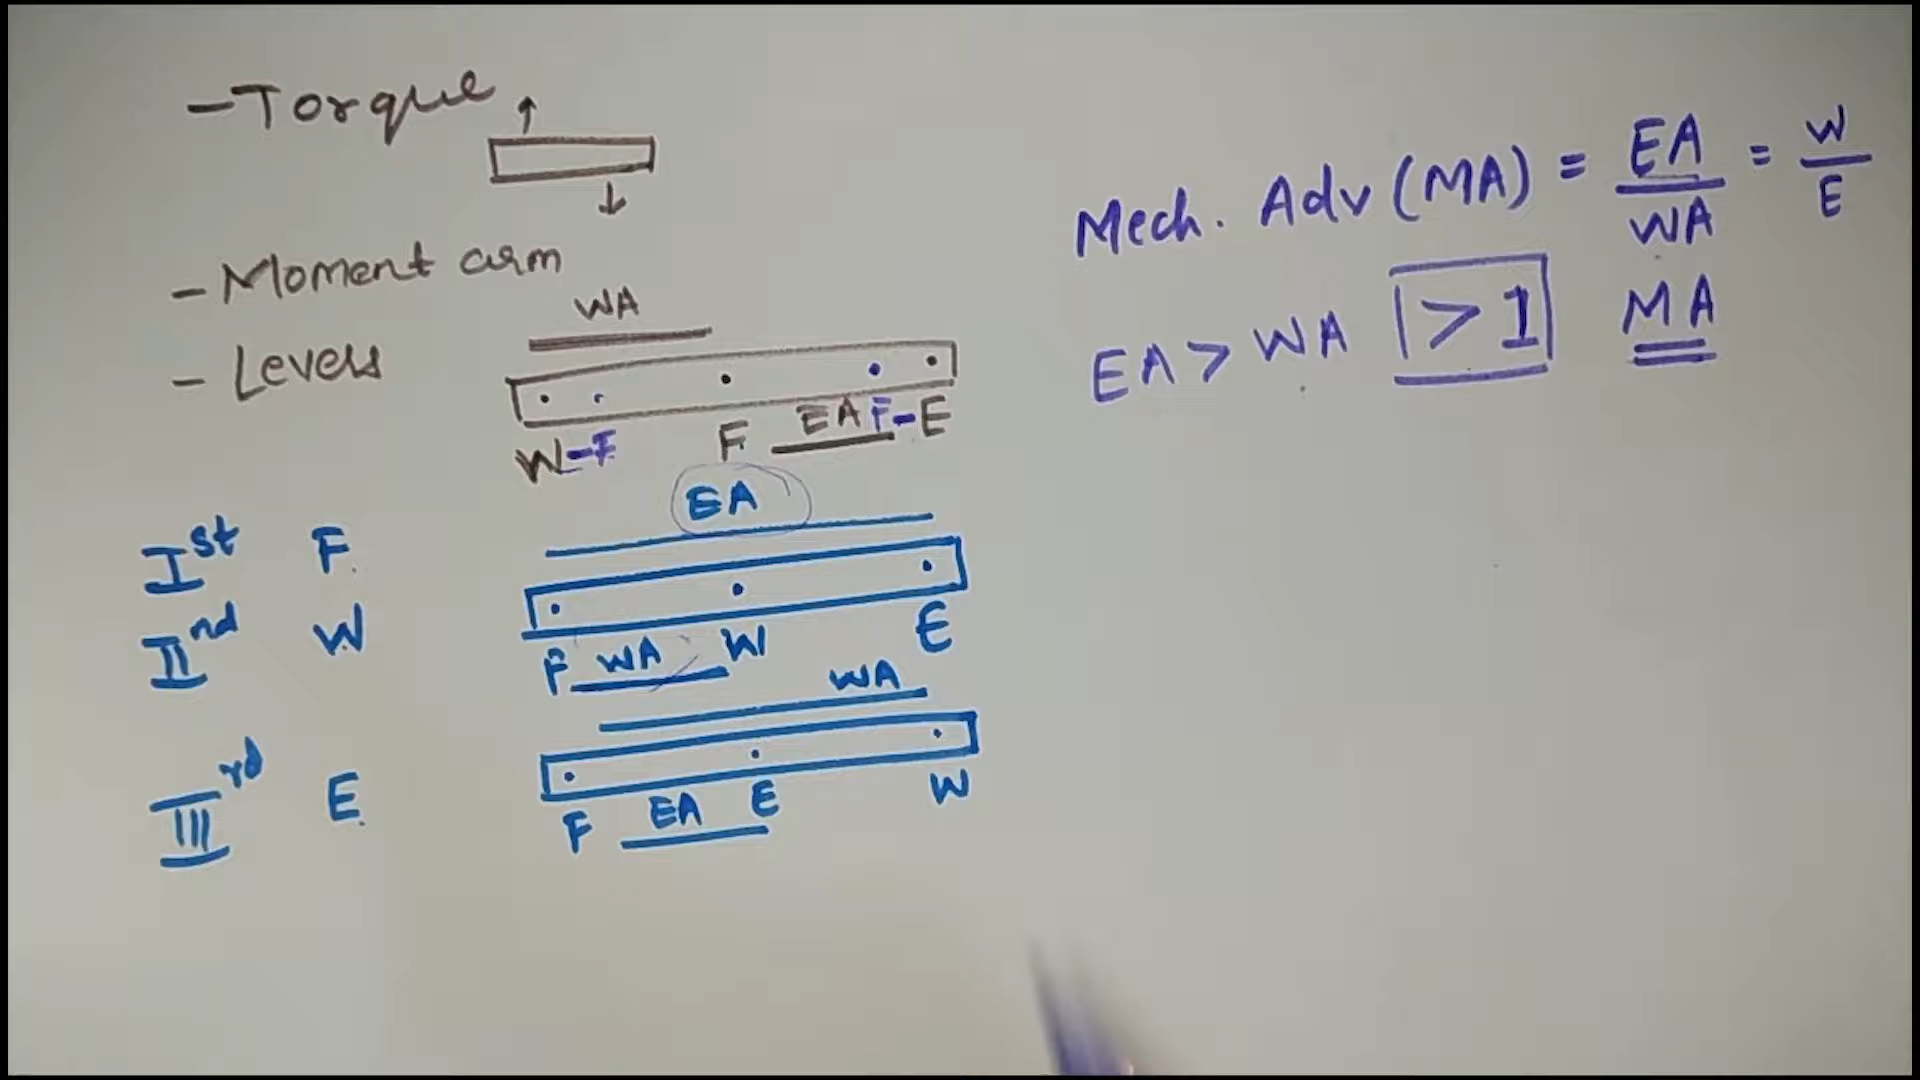 - Torque
- Moment arm
WA
- Levers
W-F F EA F-E
EA
Ist F
IInd W
F WA W E
WA
IIIrd E
F EA E W
Mech. Adv (MA) = EA/WA = W/E
EA > WA >1 MA